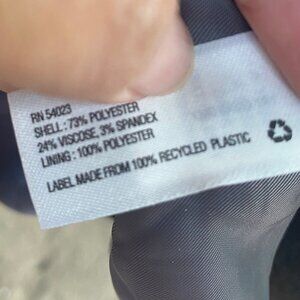 RN 54023
SHELL : 73% POLYESTER
24% VISCOSE, 3% SPANDEX
LINING : 100% POLYESTER
LABEL MADE FROM 100% RECYCLED PLASTIC